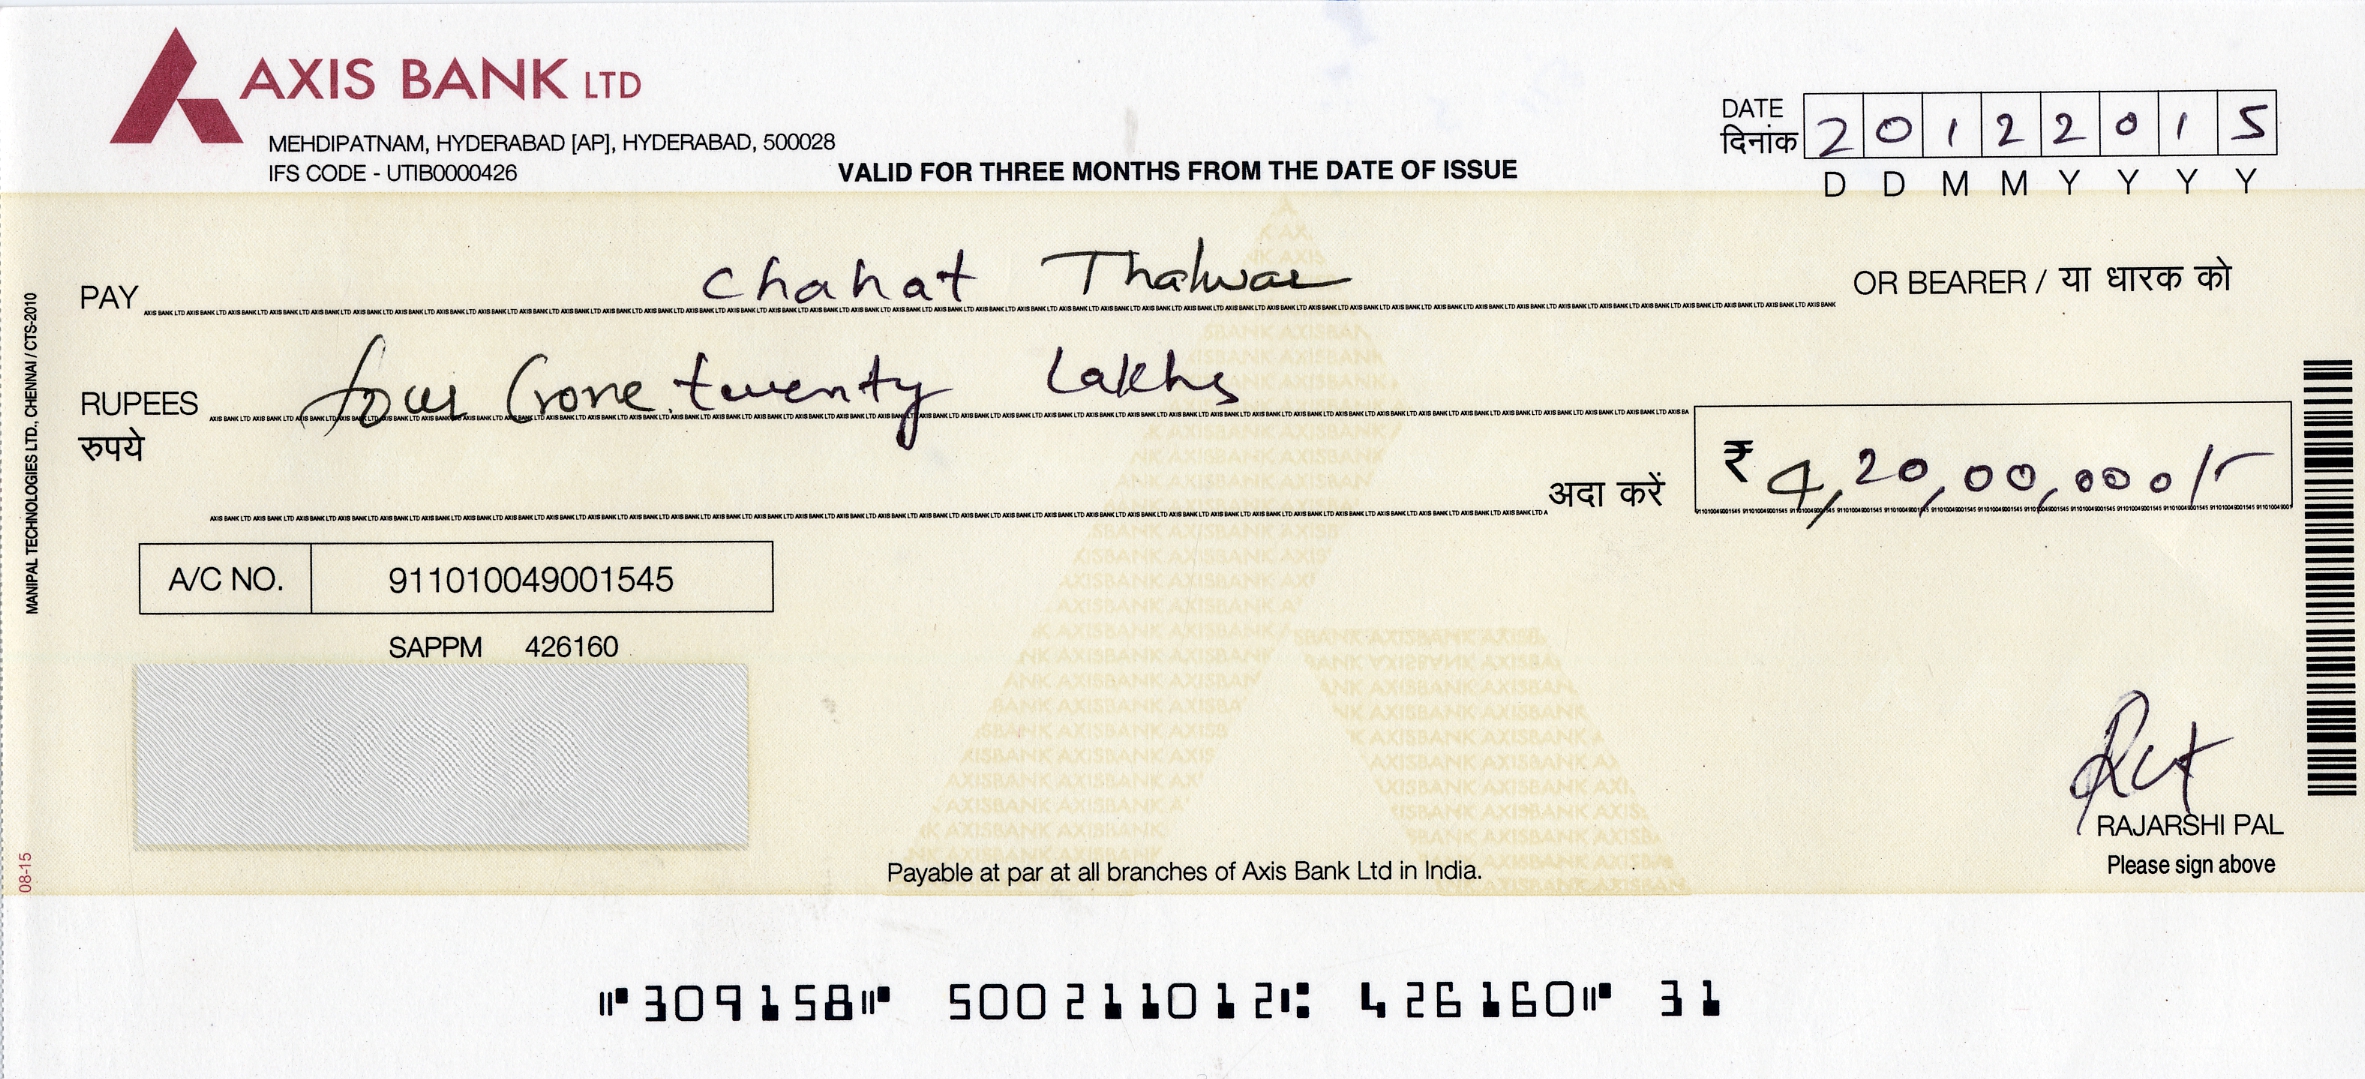 AXIS BANK LTD
MEHDIPATNAM, HYDERABAD [AP], HYDERABAD, 500028
IFS CODE - UTIB0000426
VALID FOR THREE MONTHS FROM THE DATE OF ISSUE
DATE
दिनांक
2 0 1 2 2 0 1 5
D D M M Y Y Y Y
PAY Chahat Thalwar OR BEARER / या धारक को
RUPEES four Crore twenty Lakhs
रुपये
अदा करें ₹ 4,20,00,000/-
A/C NO. 911010049001545
SAPPM 426160
VOID
RAJARSHI PAL
Please sign above
Payable at par at all branches of Axis Bank Ltd in India.
MANIPAL TECHNOLOGIES LTD., CHENNAI / CTS-2010
08-15
309158 500211012 426160 31